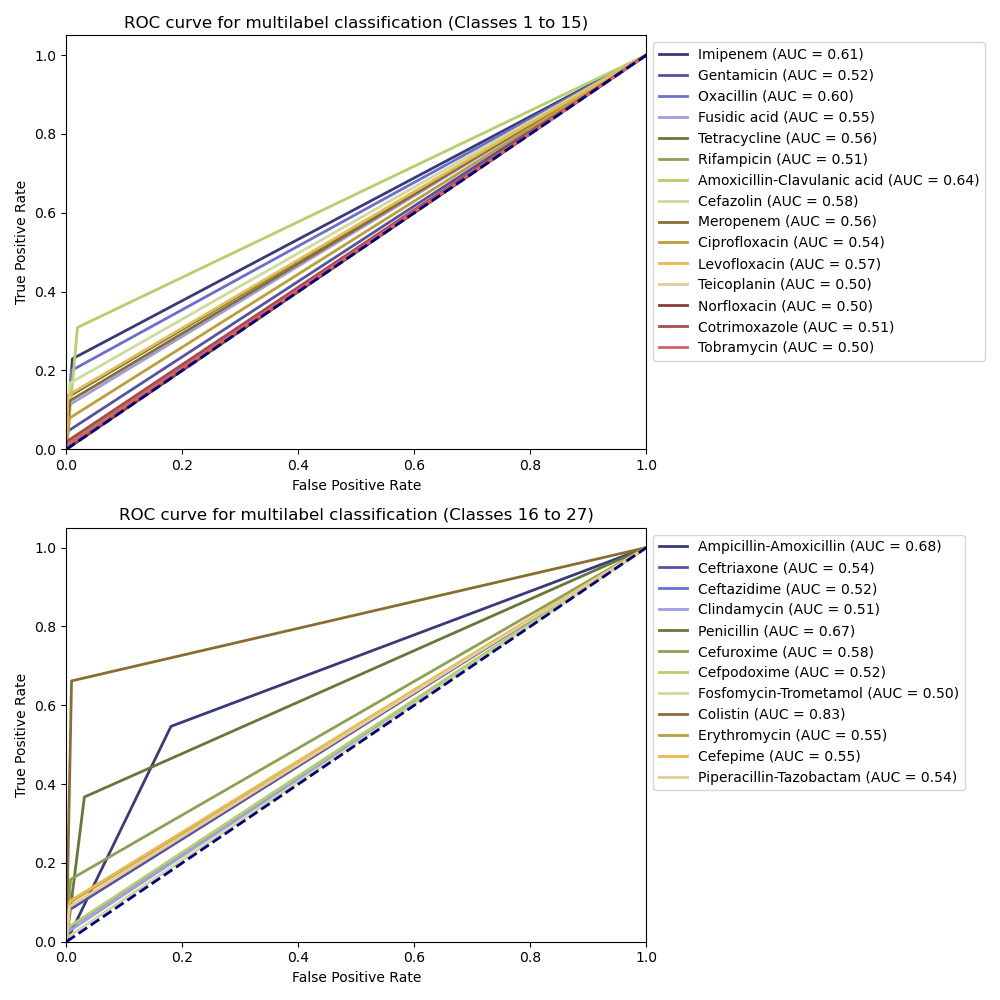 ROC curve for multilabel classification (Classes 1 to 15)
1.0
0.8
0.6
0.4
0.2
0.0
True Positive Rate
0.0 0.2 0.4 0.6 0.8 1.0
False Positive Rate
Imipenem (AUC = 0.61)
Gentamicin (AUC = 0.52)
Oxacillin (AUC = 0.60)
Fusidic acid (AUC = 0.55)
Tetracycline (AUC = 0.56)
Rifampicin (AUC = 0.51)
Amoxicillin-Clavulanic acid (AUC = 0.64)
Cefazolin (AUC = 0.58)
Meropenem (AUC = 0.56)
Ciprofloxacin (AUC = 0.54)
Levofloxacin (AUC = 0.57)
Teicoplanin (AUC = 0.50)
Norfloxacin (AUC = 0.50)
Cotrimoxazole (AUC = 0.51)
Tobramycin (AUC = 0.50)
ROC curve for multilabel classification (Classes 16 to 27)
1.0
0.8
0.6
0.4
0.2
0.0
True Positive Rate
0.0 0.2 0.4 0.6 0.8 1.0
False Positive Rate
Ampicillin-Amoxicillin (AUC = 0.68)
Ceftriaxone (AUC = 0.54)
Ceftazidime (AUC = 0.52)
Clindamycin (AUC = 0.51)
Penicillin (AUC = 0.67)
Cefuroxime (AUC = 0.58)
Cefpodoxime (AUC = 0.52)
Fosfomycin-Trometamol (AUC = 0.50)
Colistin (AUC = 0.83)
Erythromycin (AUC = 0.55)
Cefepime (AUC = 0.55)
Piperacillin-Tazobactam (AUC = 0.54)